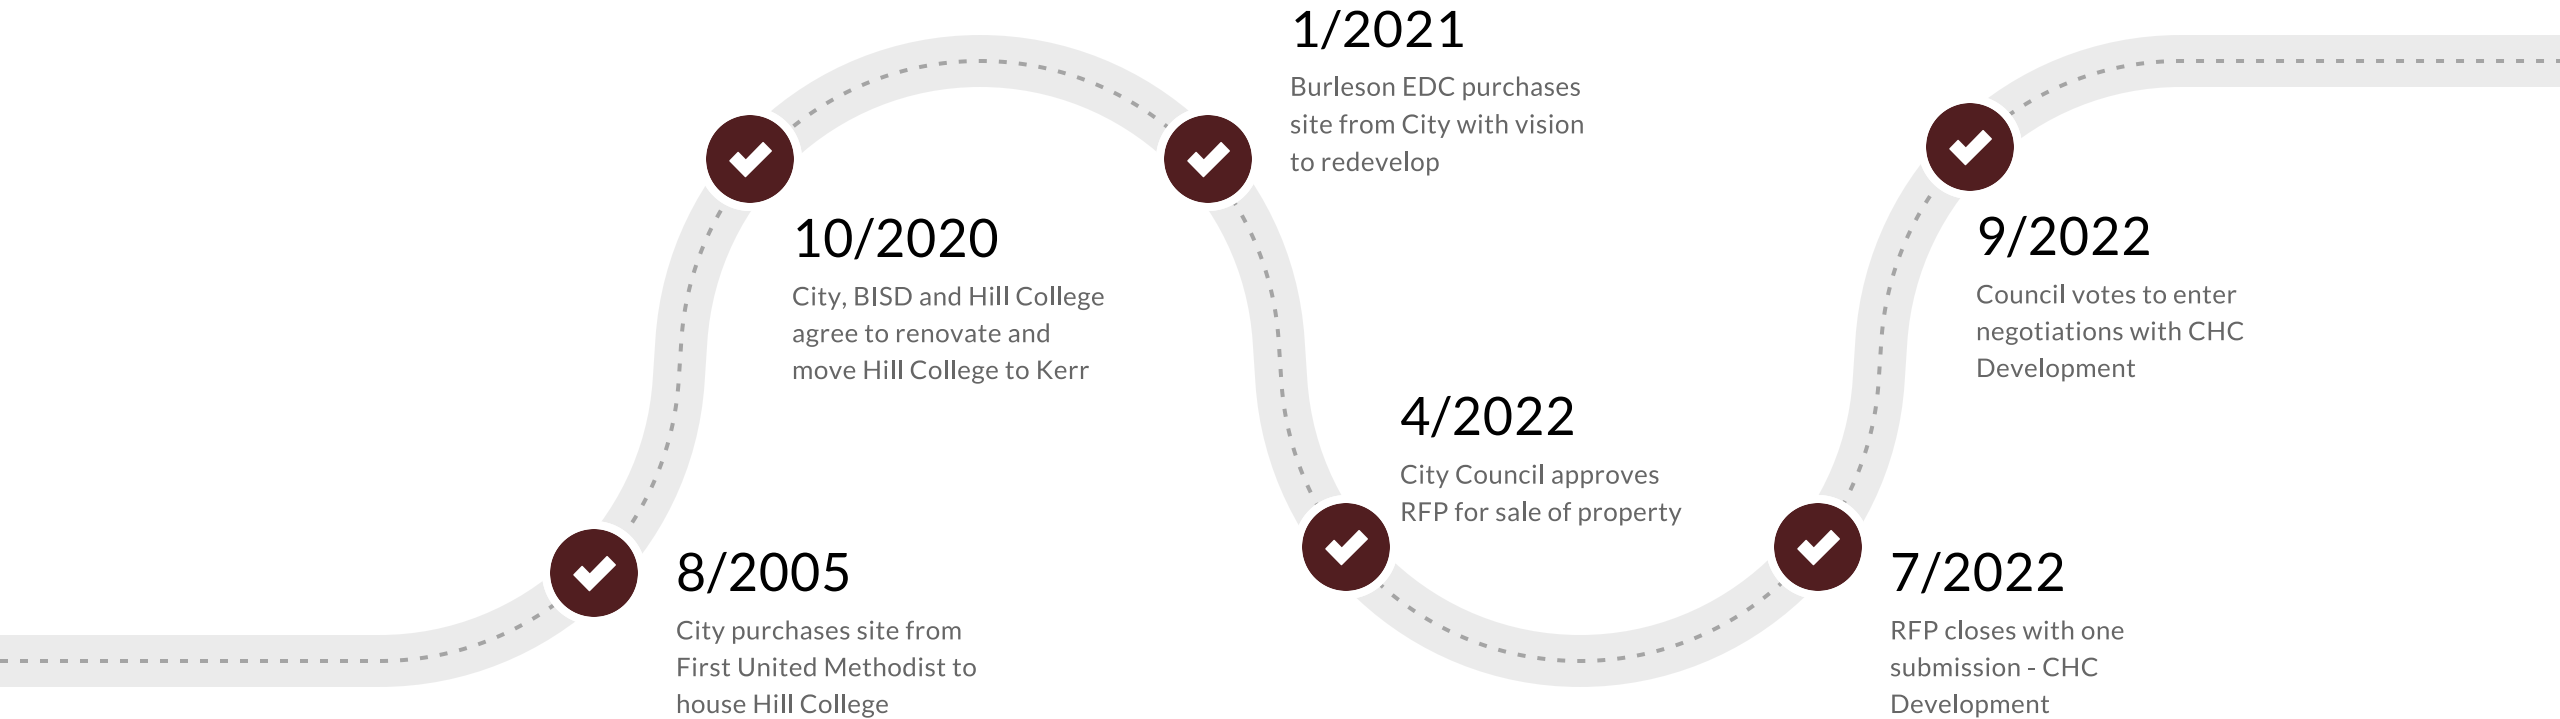 8/2005
City purchases site from
First United Methodist to
house Hill College
10/2020
City, BISD and Hill College
agree to renovate and
move Hill College to Kerr
1/2021
Burleson EDC purchases
site from City with vision
to redevelop
4/2022
City Council approves
RFP for sale of property
7/2022
RFP closes with one
submission - CHC
Development
9/2022
Council votes to enter
negotiations with CHC
Development